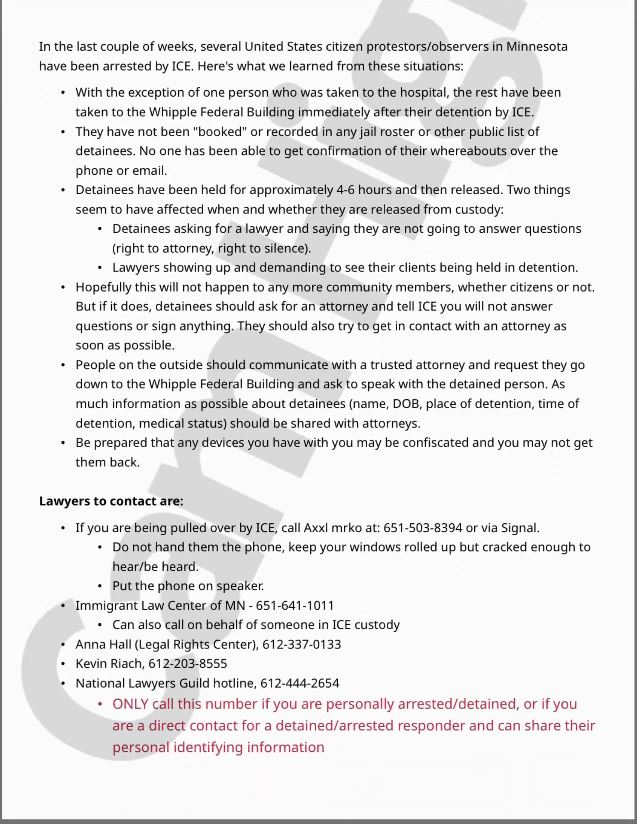 In the last couple of weeks, several United States citizen protestors/observers in Minnesota
have been arrested by ICE. Here's what we learned from these situations:
• With the exception of one person who was taken to the hospital, the rest have been
taken to the Whipple Federal Building immediately after their detention by ICE.
• They have not been "booked" or recorded in any jail roster or other public list of
detainees. No one has been able to get confirmation of their whereabouts over the
phone or email.
• Detainees have been held for approximately 4-6 hours and then released. Two things
seem to have affected when and whether they are released from custody:
• Detainees asking for a lawyer and saying they are not going to answer questions
(right to attorney, right to silence).
• Lawyers showing up and demanding to see their clients being held in detention.
• Hopefully this will not happen to any more community members, whether citizens or not.
But if it does, detainees should ask for an attorney and tell ICE you will not answer
questions or sign anything. They should also try to get in contact with an attorney as
soon as possible.
• People on the outside should communicate with a trusted attorney and request they go
down to the Whipple Federal Building and ask to speak with the detained person. As
much information as possible about detainees (name, DOB, place of detention, time of
detention, medical status) should be shared with attorneys.
• Be prepared that any devices you have with you may be confiscated and you may not get
them back.
Lawyers to contact are:
• If you are being pulled over by ICE, call Axxl mrko at: 651-503-8394 or via Signal.
• Do not hand them the phone, keep your windows rolled up but cracked enough to
hear/be heard.
• Put the phone on speaker.
• Immigrant Law Center of MN - 651-641-1011
• Can also call on behalf of someone in ICE custody
• Anna Hall (Legal Rights Center), 612-337-0133
• Kevin Riach, 612-203-8555
• National Lawyers Guild hotline, 612-444-2654
• ONLY call this number if you are personally arrested/detained, or if you
are a direct contact for a detained/arrested responder and can share their
personal identifying information